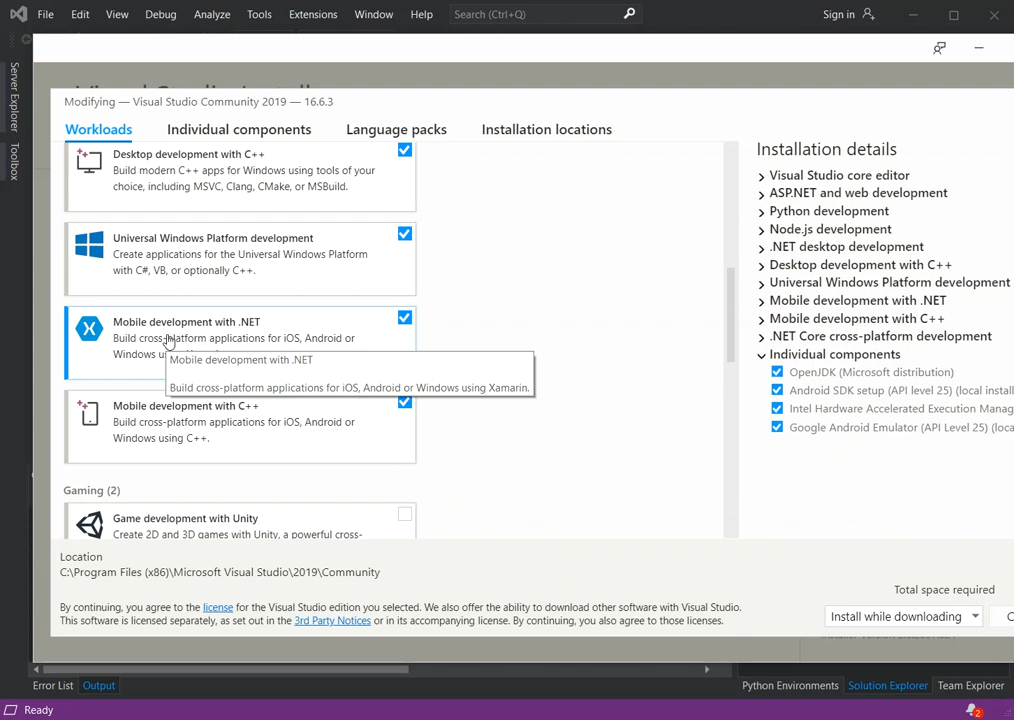 File Edit View Debug Analyze Tools Extensions Window Help Search (Ctrl+Q) Sign in
Server Explorer
Toolbox
Modifying — Visual Studio Community 2019 — 16.6.3
Workloads Individual components Language packs Installation locations
Desktop development with C++
Build modern C++ apps for Windows using tools of your
choice, including MSVC, Clang, CMake, or MSBuild.
Universal Windows Platform development
Create applications for the Universal Windows Platform
with C#, VB, or optionally C++.
Mobile development with .NET
Build cross-platform applications for iOS, Android or
Windows
Mobile development with .NET
Build cross-platform applications for iOS, Android or Windows using Xamarin.
Mobile development with C++
Build cross-platform applications for iOS, Android or
Windows using C++.
Gaming (2)
Game development with Unity
Create 2D and 3D games with Unity, a powerful cross-
Installation details
Visual Studio core editor
ASP.NET and web development
Python development
Node.js development
.NET desktop development
Desktop development with C++
Universal Windows Platform development
Mobile development with .NET
Mobile development with C++
.NET Core cross-platform development
Individual components
OpenJDK (Microsoft distribution)
Android SDK setup (API level 25) (local install
Intel Hardware Accelerated Execution Manag
Google Android Emulator (API Level 25) (loca
Location
C:\Program Files (x86)\Microsoft Visual Studio\2019\Community
Total space required
By continuing, you agree to the license for the Visual Studio edition you selected. We also offer the ability to download other software with Visual Studio.
This software is licensed separately, as set out in the 3rd Party Notices or in its accompanying license. By continuing, you also agree to those licenses.
Install while downloading
Error List Output
Python Environments Solution Explorer Team Explorer
Ready
2